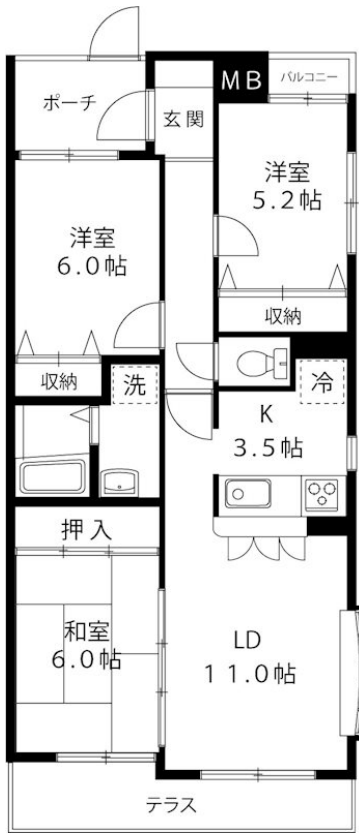 MB
バルコニー
ポーチ
玄関
洋室
5.2帖
洋室
6.0帖
収納
収納
洗
冷
K
3.5帖
押入
和室
6.0帖
LD
11.0帖
テラス